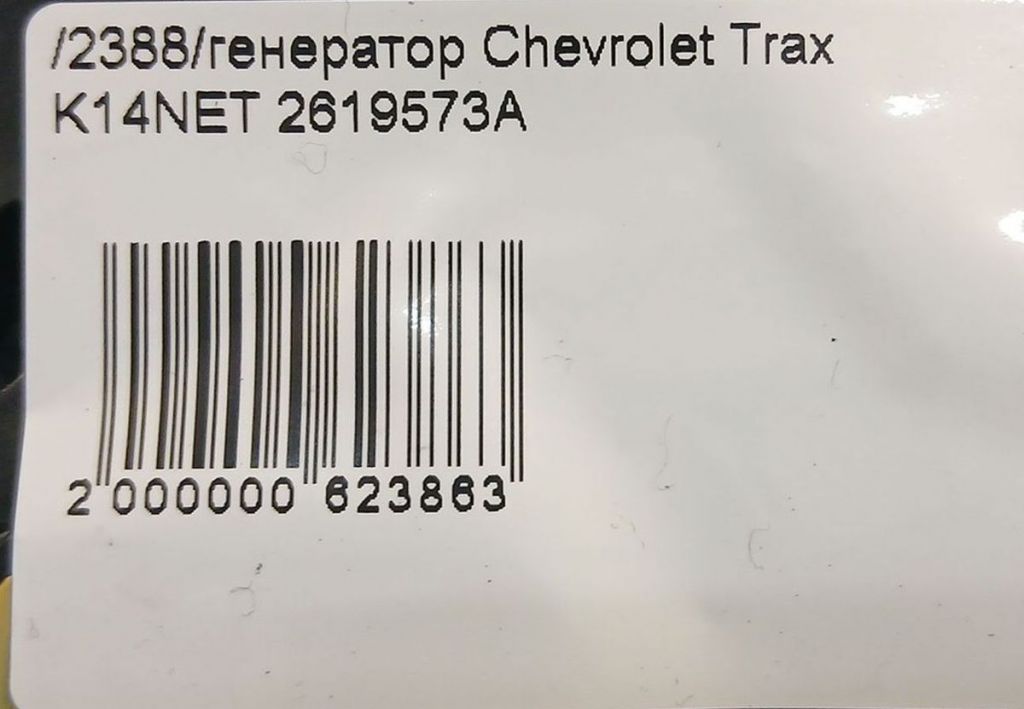 /2388/генератор Chevrolet Trax
K14NET 2619573A
2 000000 623863